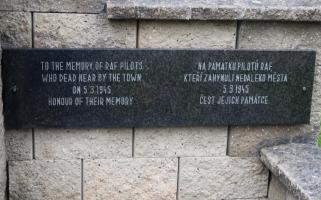 TO THE MEMORY OF RAF PILOTS
WHO DEAD NEAR BY THE TOWN
ON 5.3.1945
HONOUR OF THEIR MEMORY
NA PAMÁTKU PILOTŮ RAF
KTEŘÍ ZAHYNULI NEDALEKO MĚSTA
5.3.1945
ČEST JEJICH PAMÁTCE.